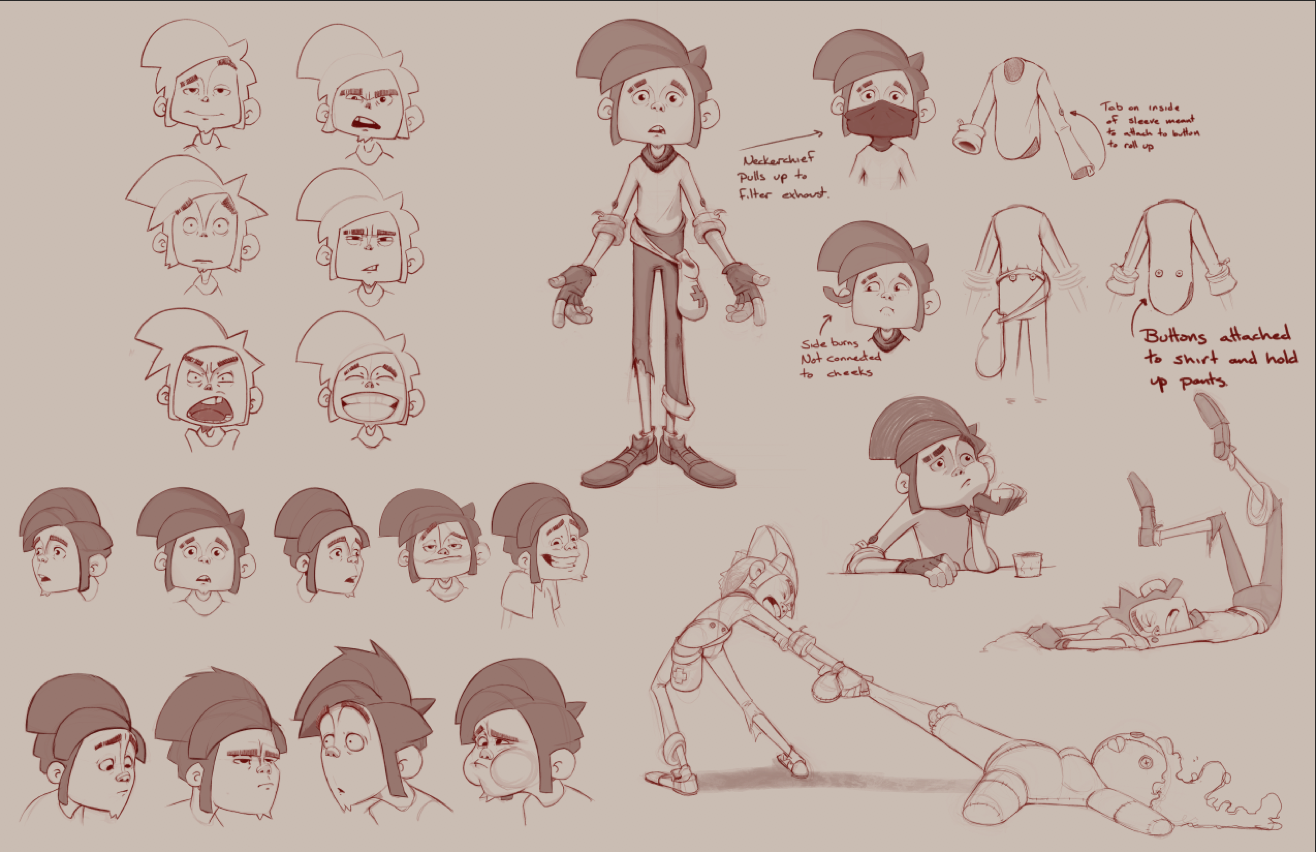 Neckerchief
Pulls up to
filter exhaust.
Tab on inside
of sleeve meant
to attach to button
to roll up
Side burns
Not connected
to cheeks
Buttons attached
to shirt and hold
up pants.